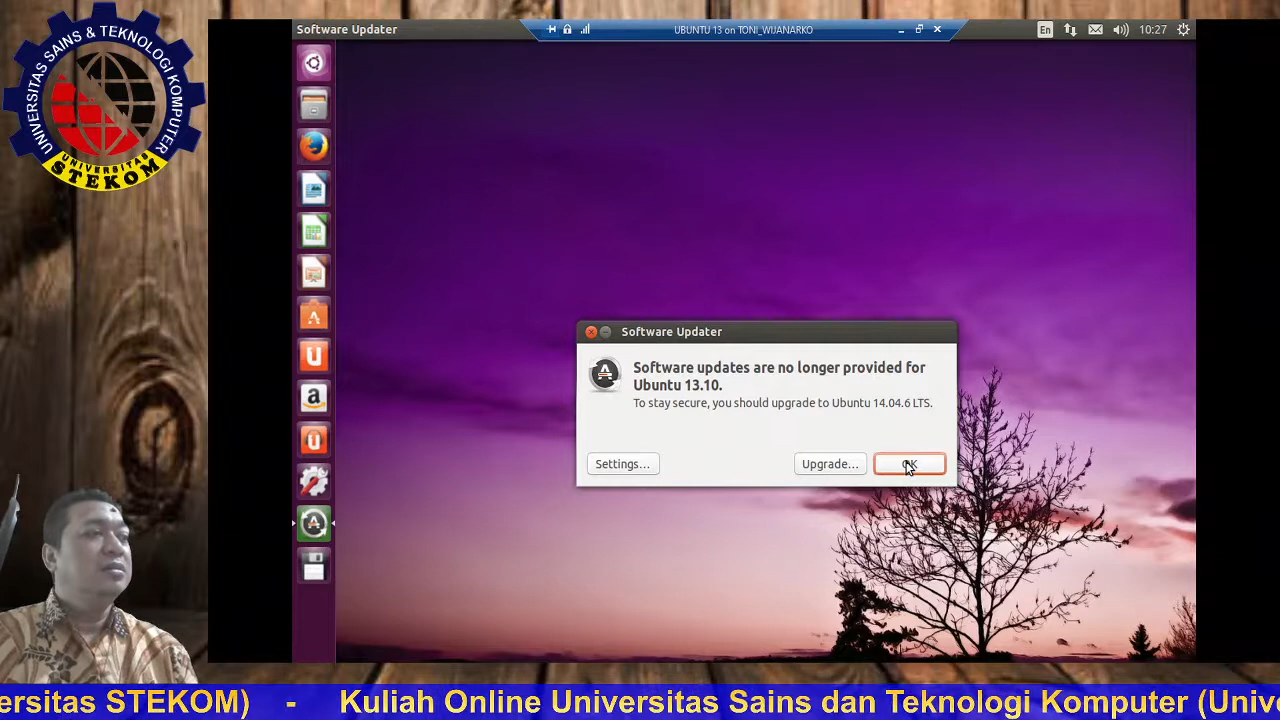 UNIVERSITAS SAINS & TEKNOLOGI KOMPUTER
UNIVERSITAS
STEKOM
Software Updater
UBUNTU 13 on TONI_WIJANARKO
En
10:27
Software Updater
Software updates are no longer provided for
Ubuntu 13.10.
To stay secure, you should upgrade to Ubuntu 14.04.6 LTS.
Settings...
Upgrade...
OK
ersitas STEKOM) - Kuliah Online Universitas Sains dan Teknologi Komputer (Unive